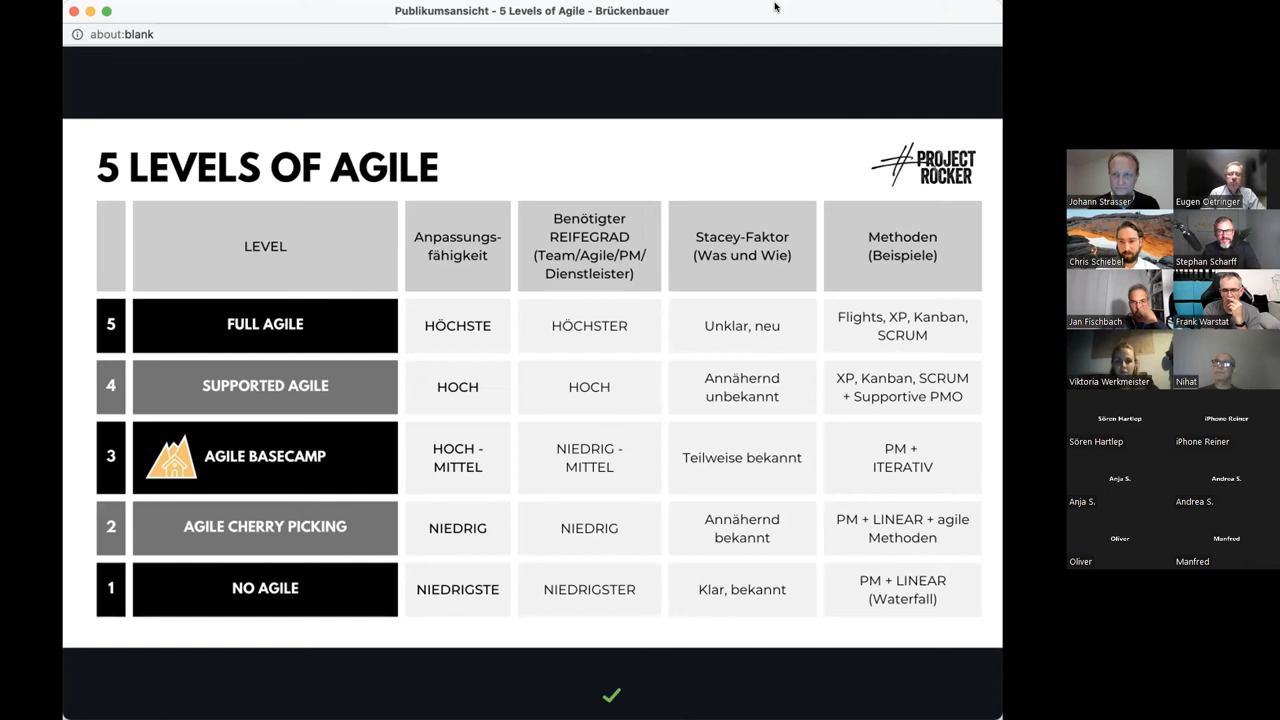 Publikumsansicht - 5 Levels of Agile - Brückenbauer
about:blank
5 LEVELS OF AGILE
#PROJECT
ROCKER
LEVEL
Anpassungs-
fähigkeit
Benötigter
REIFEGRAD
(Team/Agile/PM/
Dienstleister)
Stacey-Faktor
(Was und Wie)
Methoden
(Beispiele)
5
FULL AGILE
HÖCHSTE
HÖCHSTER
Unklar, neu
Flights, XP, Kanban,
SCRUM
4
SUPPORTED AGILE
HOCH
HOCH
Annähernd
unbekannt
XP, Kanban, SCRUM
+ Supportive PMO
3
AGILE BASECAMP
HOCH -
MITTEL
NIEDRIG -
MITTEL
Teilweise bekannt
PM +
ITERATIV
2
AGILE CHERRY PICKING
NIEDRIG
NIEDRIG
Annähernd
bekannt
PM + LINEAR + agile
Methoden
1
NO AGILE
NIEDRIGSTE
NIEDRIGSTER
Klar, bekannt
PM + LINEAR
(Waterfall)
Johann Strasser
Eugen Oetringer
Chris Schiebel
Stephan Scharff
Jan Fischbach
Frank Warstat
Viktoria Werkmeister
Nihat
Sören Hartlep
iPhone Reiner
Sören Hartlep
iPhone Reiner
Anja S.
Andrea S.
Anja S.
Andrea S.
Oliver
Manfred
Oliver
Manfred